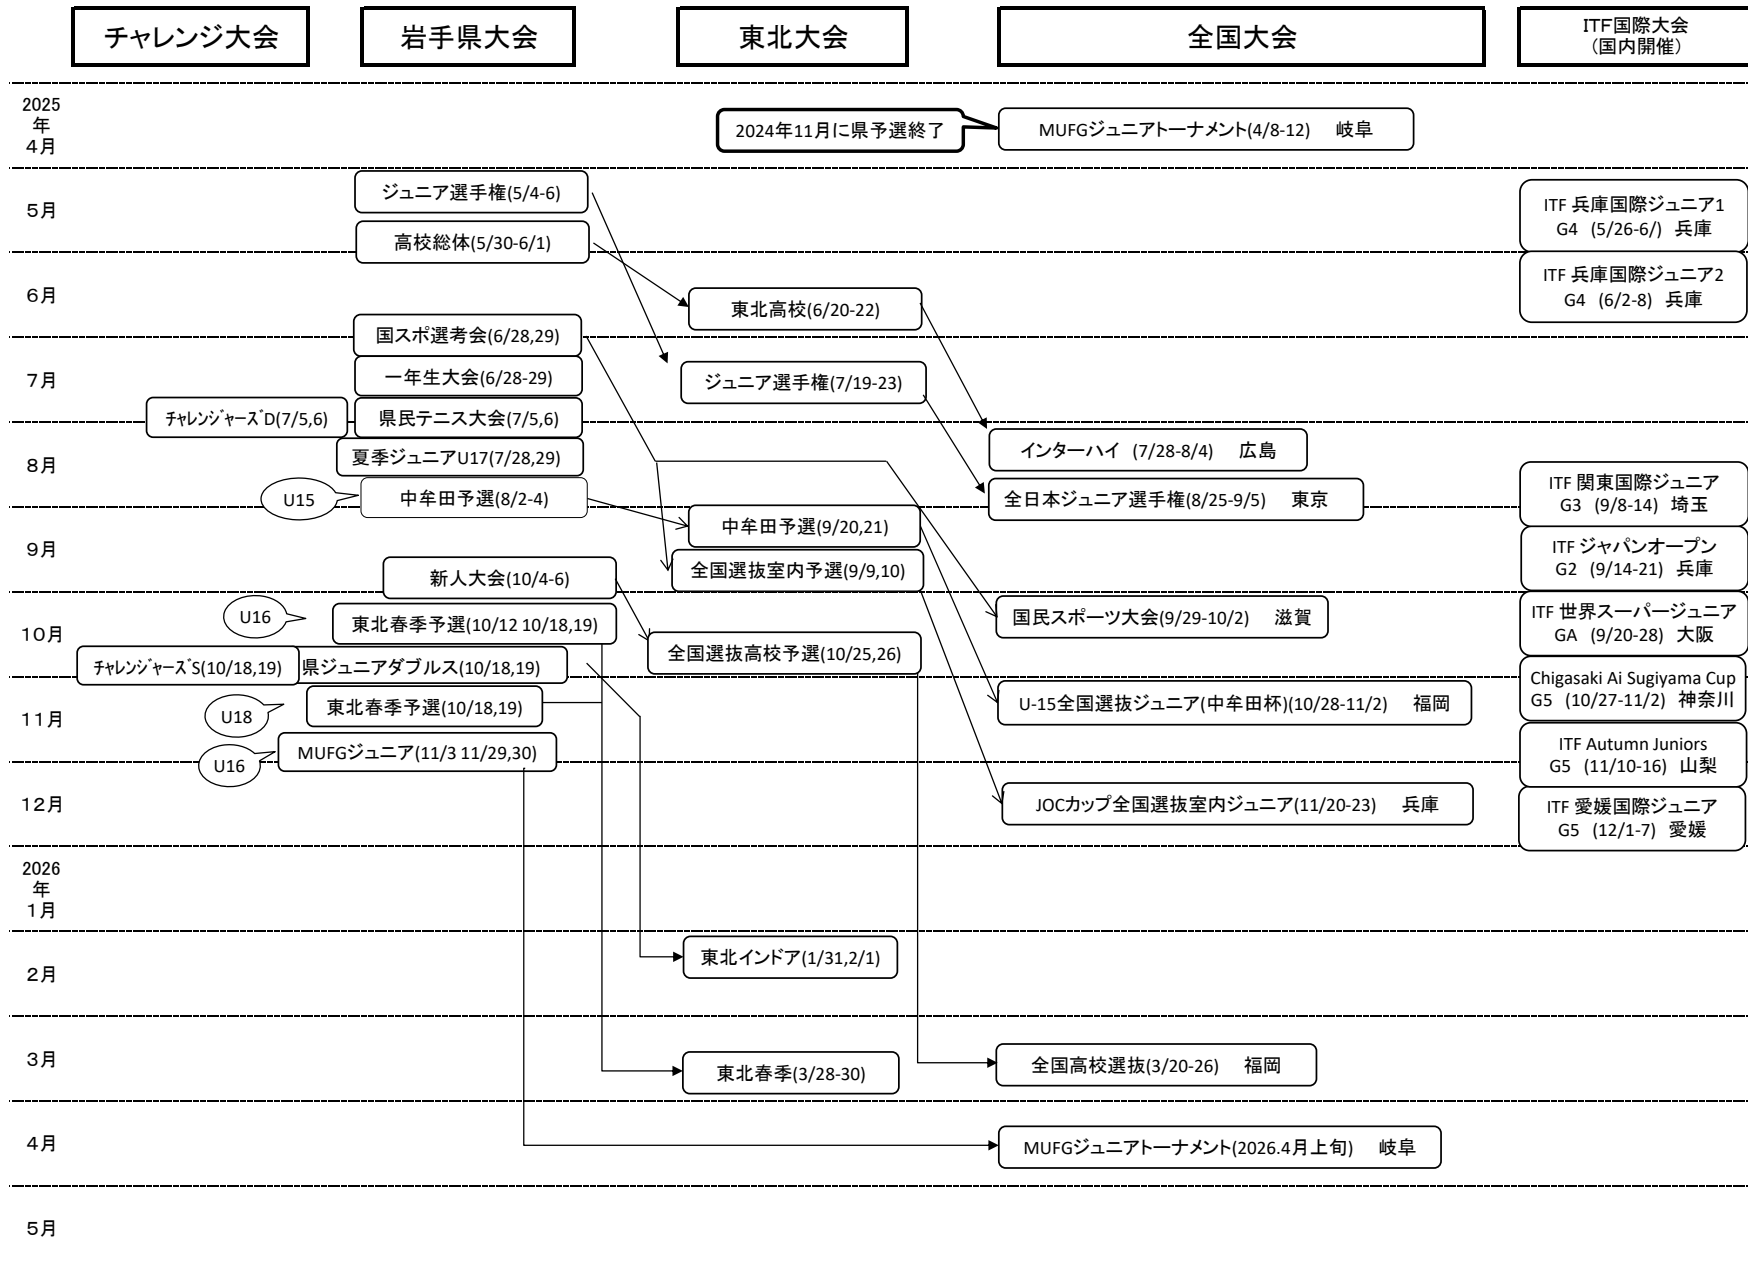 チャレンジ大会
岩手県大会
東北大会
全国大会
ITF国際大会
(国内開催)
2025
年
4月
2024年11月に県予選終了
MUFGジュニアトーナメント(4/8-12) 岐阜
5月
ジュニア選手権(5/4-6)
高校総体(5/30-6/1)
ITF 兵庫国際ジュニア1
G4 (5/26-6/) 兵庫
6月
東北高校(6/20-22)
ITF 兵庫国際ジュニア2
G4 (6/2-8) 兵庫
国スポ選考会(6/28,29)
7月
一年生大会(6/28-29)
ジュニア選手権(7/19-23)
チャレンジャーズD(7/5,6)
県民テニス大会(7/5,6)
8月
夏季ジュニアU17(7/28,29)
インターハイ (7/28-8/4) 広島
U15
中牟田予選(8/2-4)
全日本ジュニア選手権(8/25-9/5) 東京
ITF 関東国際ジュニア
G3 (9/8-14) 埼玉
9月
中牟田予選(9/20,21)
全国選抜室内予選(9/9,10)
ITF ジャパンオープン
G2 (9/14-21) 兵庫
新人大会(10/4-6)
10月
U16
東北春季予選(10/12 10/18,19)
国民スポーツ大会(9/29-10/2) 滋賀
ITF 世界スーパージュニア
GA (9/20-28) 大阪
全国選抜高校予選(10/25,26)
チャレンジャーズS(10/18,19)
県ジュニアダブルス(10/18,19)
11月
U18
東北春季予選(10/18,19)
U-15全国選抜ジュニア(中牟田杯)(10/28-11/2) 福岡
Chigasaki Ai Sugiyama Cup
G5 (10/27-11/2) 神奈川
U16
MUFGジュニア(11/3 11/29,30)
ITF Autumn Juniors
G5 (11/10-16) 山梨
12月
JOCカップ全国選抜室内ジュニア(11/20-23) 兵庫
ITF 愛媛国際ジュニア
G5 (12/1-7) 愛媛
2026
年
1月
2月
東北インドア(1/31,2/1)
3月
東北春季(3/28-30)
全国高校選抜(3/20-26) 福岡
4月
MUFGジュニアトーナメント(2026.4月上旬) 岐阜
5月